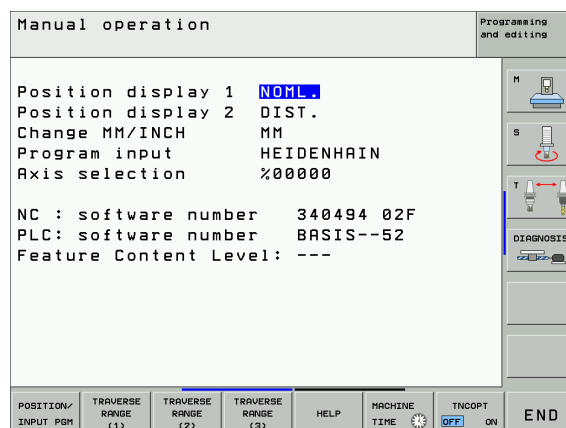 Manual operation
Programming
and editing
Position display 1 NOML.
Position display 2 DIST.
Change MM/INCH MM
Program input HEIDENHAIN
Axis selection %00000
NC : software number 340494 02F
PLC: software number BASIS--52
Feature Content Level: ---
M
S
T
DIAGNOSIS
POSITION/
INPUT PGM
TRAVERSE
RANGE
(1)
TRAVERSE
RANGE
(2)
TRAVERSE
RANGE
(3)
HELP
MACHINE
TIME
TNCOPT
OFF ON
END